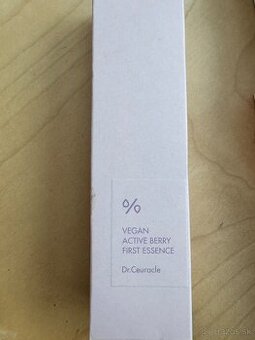 %
VEGAN
ACTIVE BERRY
FIRST ESSENCE
Dr.Ceuracle